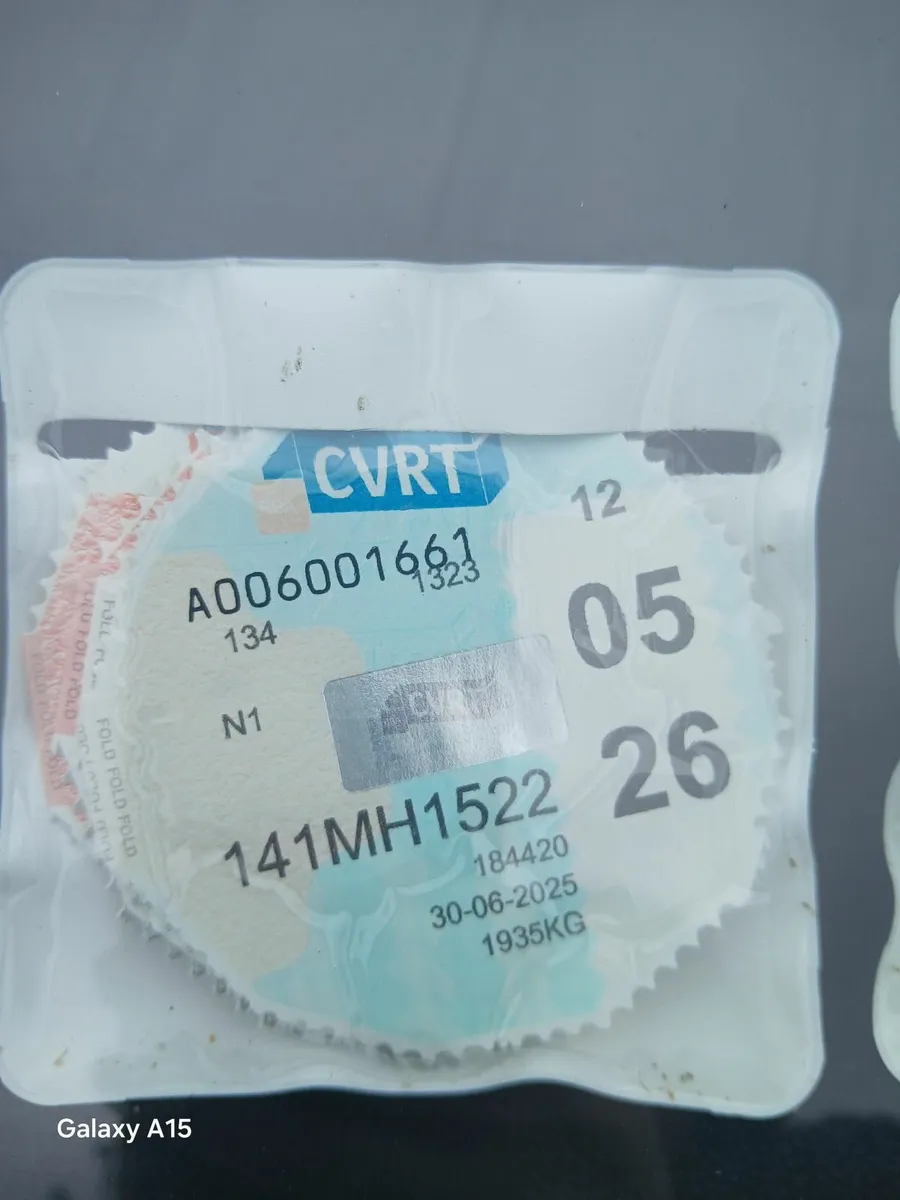 CVRT
12
A006001661
1323
134
05
N1
CVRT
26
141MH1522
184420
30-06-2025
1935KG
FOLD FOLD FOLD
Galaxy A15